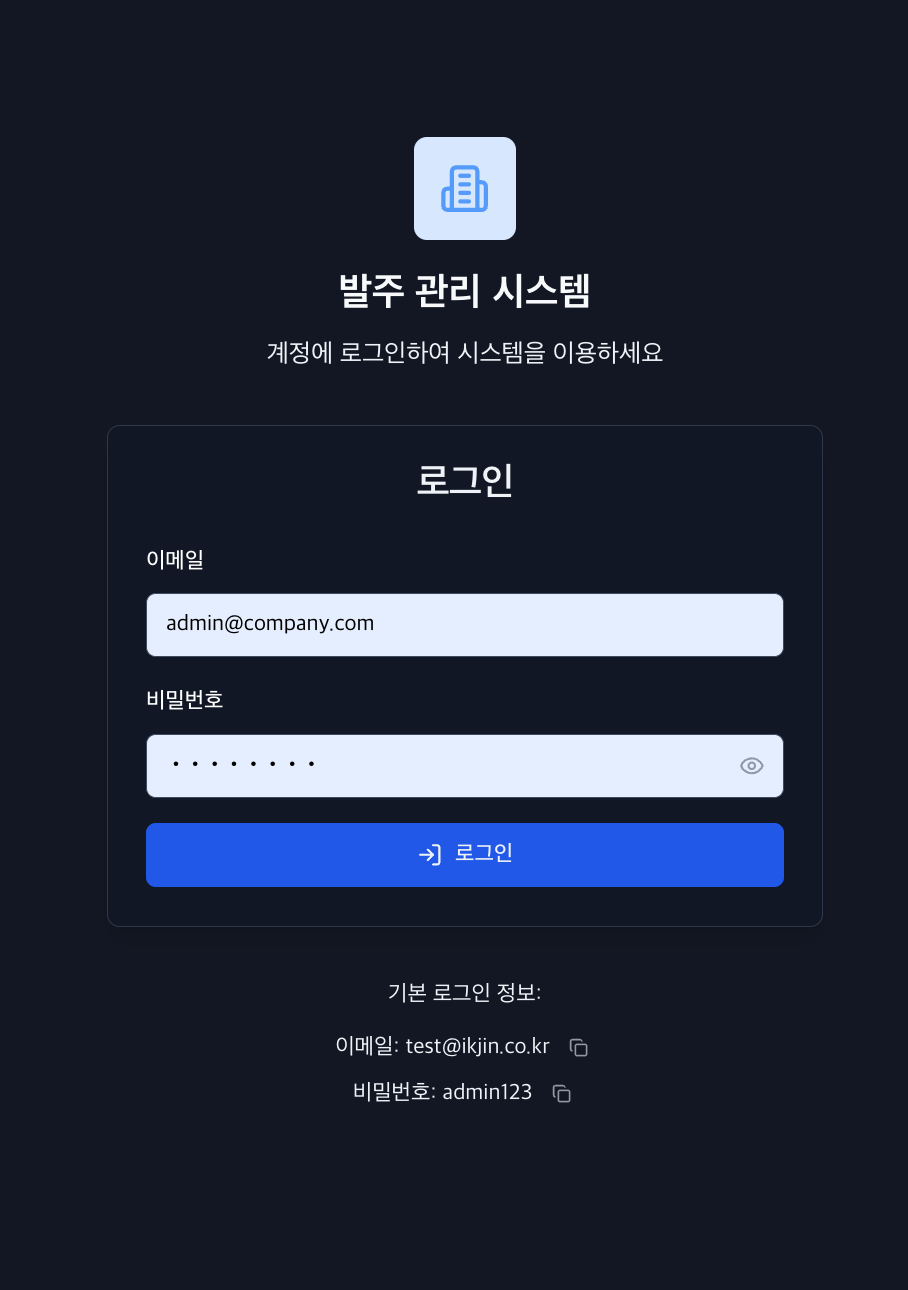 발주 관리 시스템
계정에 로그인하여 시스템을 이용하세요
로그인
이메일
admin@company.com
비밀번호
••••••••
로그인
기본 로그인 정보:
이메일: test@ikjin.co.kr
비밀번호: admin123